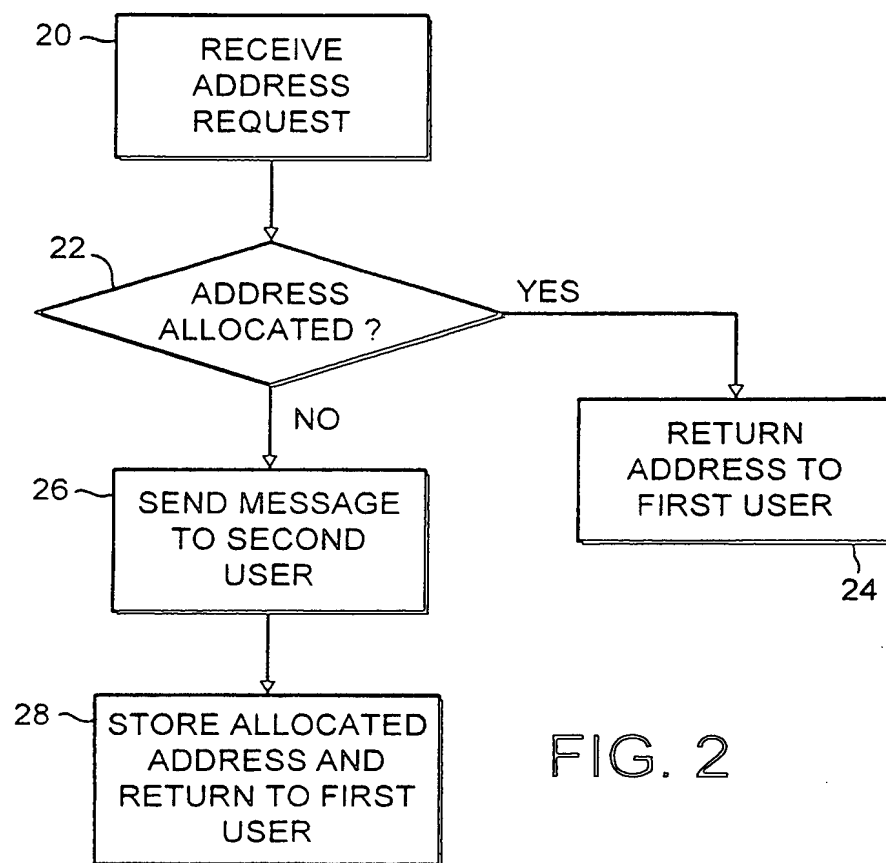 20
RECEIVE
ADDRESS
REQUEST
22
ADDRESS
ALLOCATED ?
YES
NO
RETURN
ADDRESS TO
FIRST USER
24
26
SEND MESSAGE
TO SECOND
USER
28
STORE ALLOCATED
ADDRESS AND
RETURN TO FIRST
USER
FIG. 2